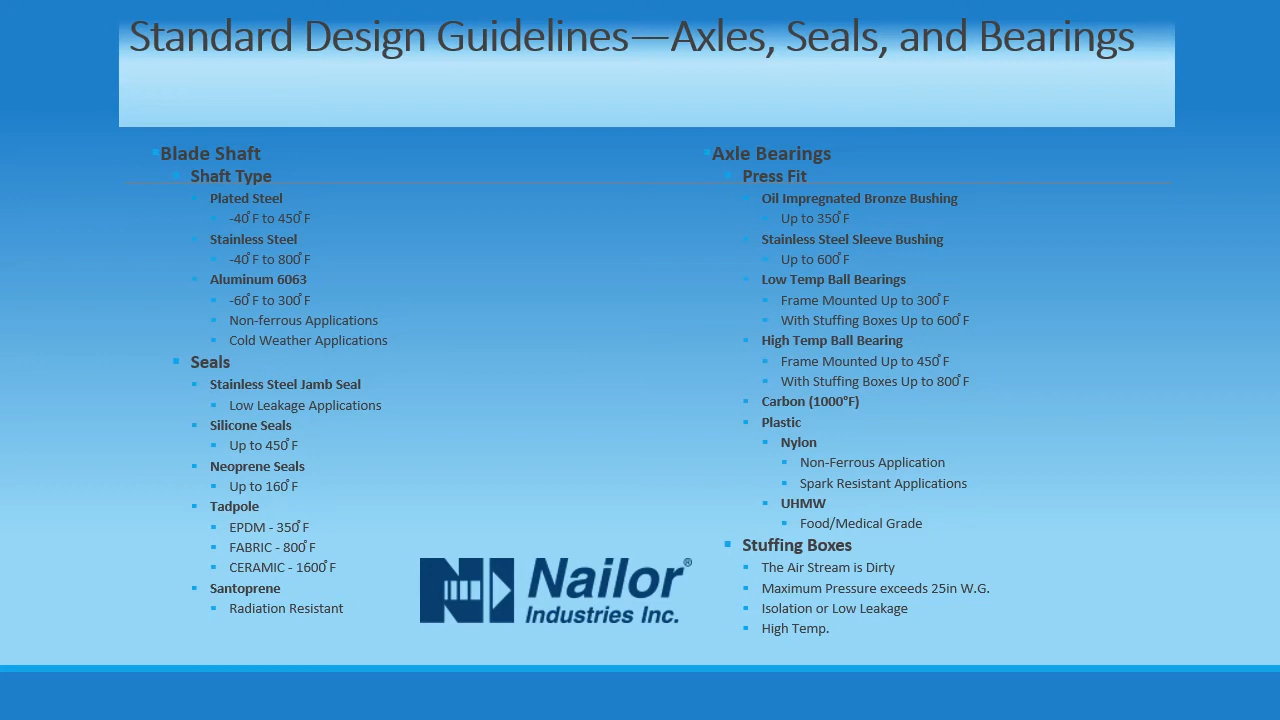 Standard Design Guidelines—Axles, Seals, and Bearings
Blade Shaft
Shaft Type
Plated Steel
-40˚F to 450˚F
Stainless Steel
-40˚F to 800˚F
Aluminum 6063
-60˚F to 300˚F
Non-ferrous Applications
Cold Weather Applications
Seals
Stainless Steel Jamb Seal
Low Leakage Applications
Silicone Seals
Up to 450˚F
Neoprene Seals
Up to 160˚F
Tadpole
EPDM - 350˚F
FABRIC - 800˚F
CERAMIC - 1600˚F
Santoprene
Radiation Resistant
Axle Bearings
Press Fit
Oil Impregnated Bronze Bushing
Up to 350˚F
Stainless Steel Sleeve Bushing
Up to 600˚F
Low Temp Ball Bearings
Frame Mounted Up to 300˚F
With Stuffing Boxes Up to 600˚F
High Temp Ball Bearing
Frame Mounted Up to 450˚F
With Stuffing Boxes Up to 800˚F
Carbon (1000°F)
Plastic
Nylon
Non-Ferrous Application
Spark Resistant Applications
UHMW
Food/Medical Grade
Stuffing Boxes
The Air Stream is Dirty
Maximum Pressure exceeds 25in W.G.
Isolation or Low Leakage
High Temp.
Nailor®
Industries Inc.